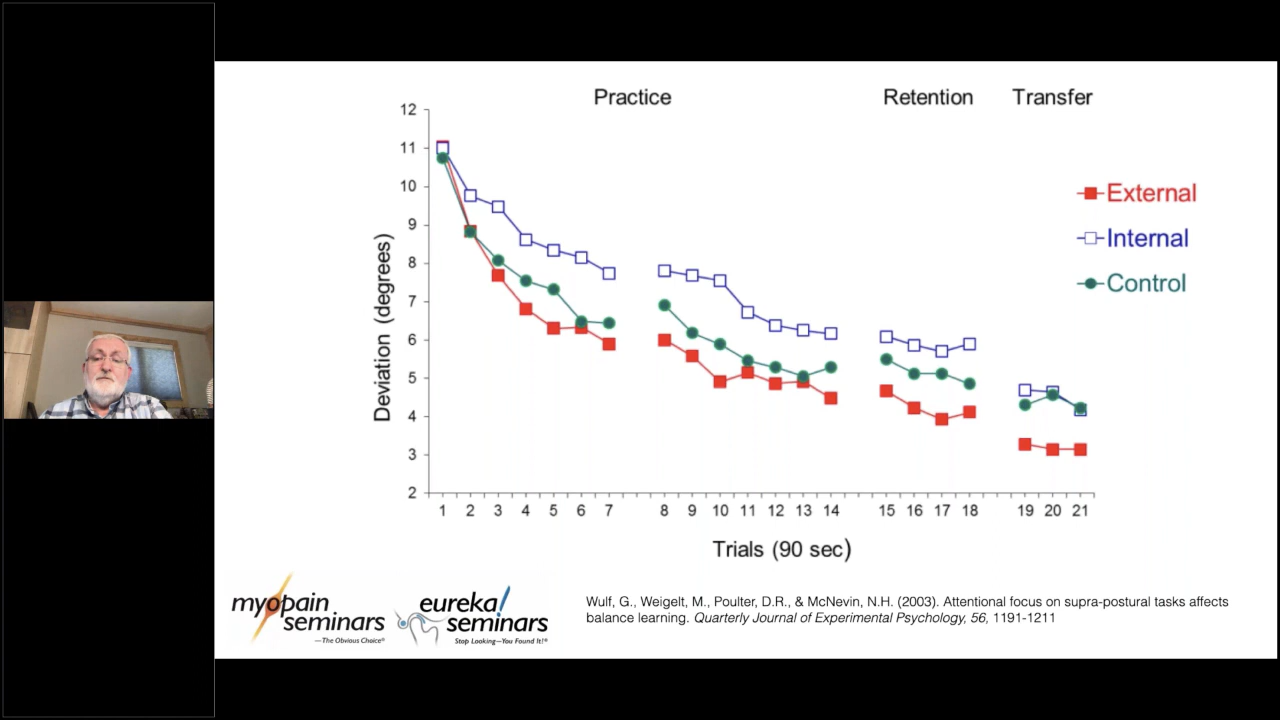 Practice
Retention
Transfer
12
11
10
9
8
7
6
5
4
3
2
Deviation (degrees)
External
Internal
Control
1 2 3 4 5 6 7 8 9 10 11 12 13 14 15 16 17 18 19 20 21
Trials (90 sec)
myopain
seminars
—The Obvious Choice®
eureka!
seminars
Stop Looking—You Found It!®
Wulf, G., Weigelt, M., Poulter, D.R., & McNevin, N.H. (2003). Attentional focus on supra-postural tasks affects
balance learning. Quarterly Journal of Experimental Psychology, 56, 1191-1211